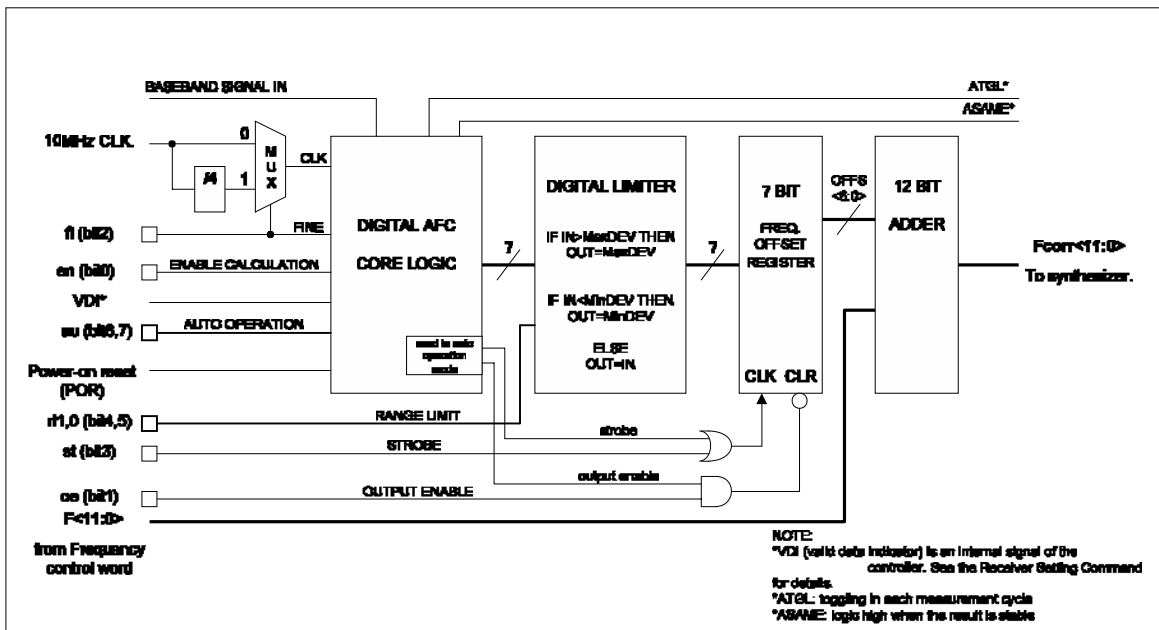 BASEBAND SIGNAL IN
ATGL*
ASAME*
10MHz CLK.
0
1
/4
MUX
CLK
fi (bit2)
FINE
en (bit0)
ENABLE CALCULATION
VDI*
au (bit6,7)
AUTO OPERATION
Power-on reset
(POR)
rl1,0 (bit4,5)
RANGE LIMIT
st (bit3)
STROBE
oe (bit1)
OUTPUT ENABLE
F<11:0>
from Frequency
control word
DIGITAL AFC
CORE LOGIC
used in auto
operation
mode
7
DIGITAL LIMITER
IF IN>MaxDEV THEN
OUT=MaxDEV
IF IN<MinDEV THEN
OUT=MinDEV
ELSE
OUT=IN
7
7 BIT
FREQ.
OFFSET
REGISTER
CLK CLR
strobe
output enable
OFFS
<6:0>
12 BIT
ADDER
Fcorr<11:0>
To synthesizer.
NOTE:
*VDI (valid data indicator) is an internal signal of the
controller. See the Receiver Setting Command
for details.
*ATGL: toggling in each measurement cycle
*ASAME: logic high when the result is stable